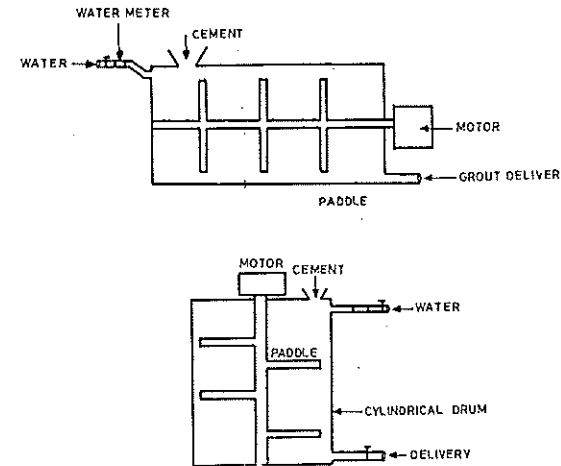 WATER METER
CEMENT
WATER
MOTOR
GROUT DELIVER
PADDLE
MOTOR
CEMENT
WATER
PADDLE
CYLINDRICAL DRUM
DELIVERY